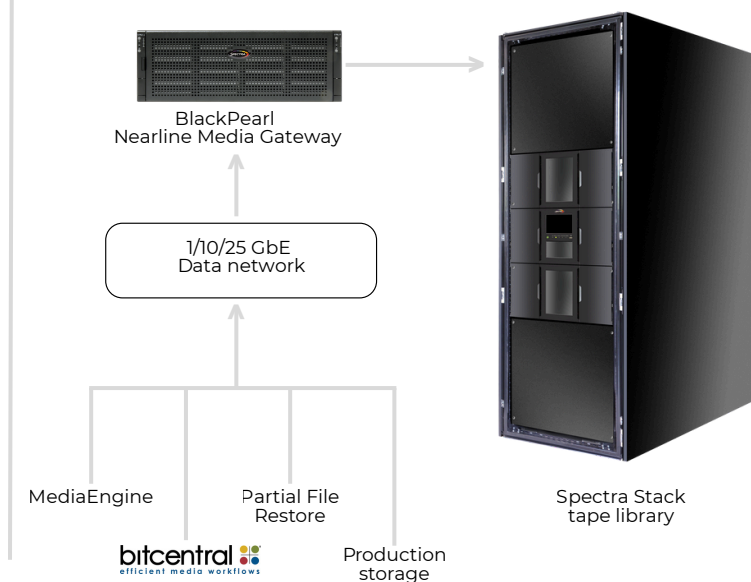 BlackPearl
Nearline Media Gateway
1/10/25 GbE
Data network
MediaEngine
Partial File
Restore
Spectra Stack
tape library
bitcentral
efficient media workflows
Production
storage